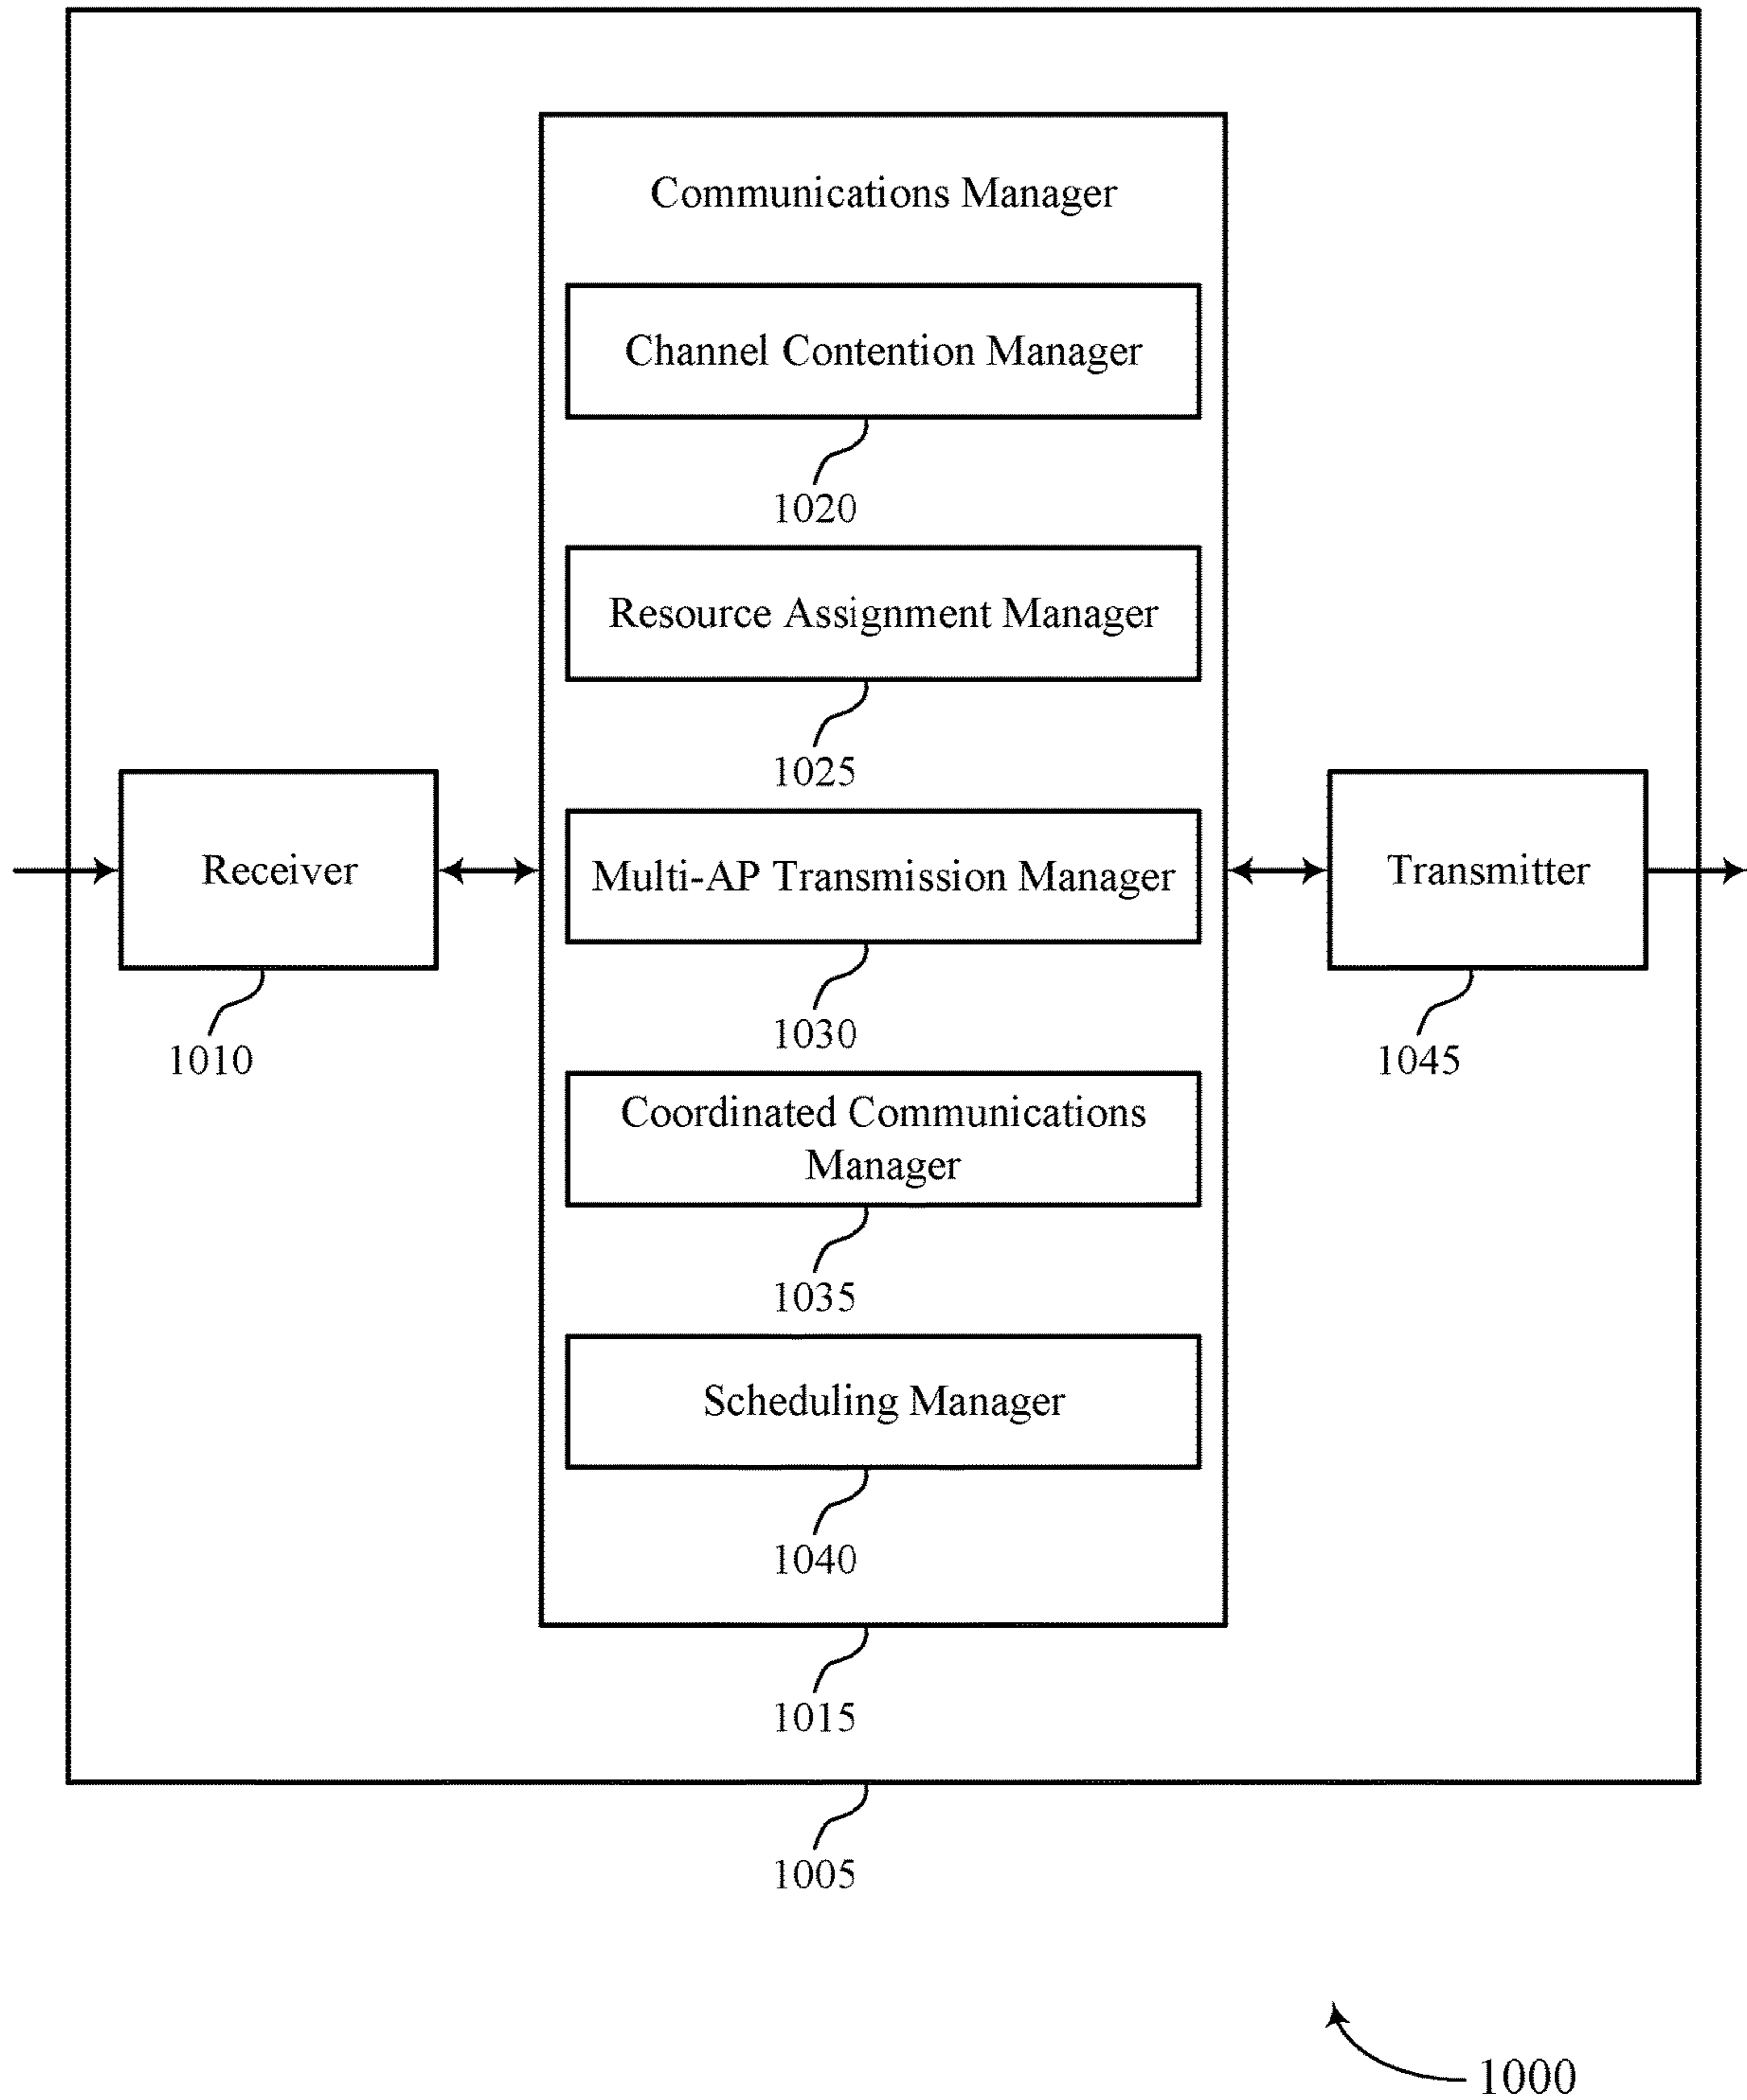 Communications Manager
Channel Contention Manager
1020
Resource Assignment Manager
1025
Receiver
1010
Multi-AP Transmission Manager
1030
Transmitter
1045
Coordinated Communications
Manager
1035
Scheduling Manager
1040
1015
1005
1000